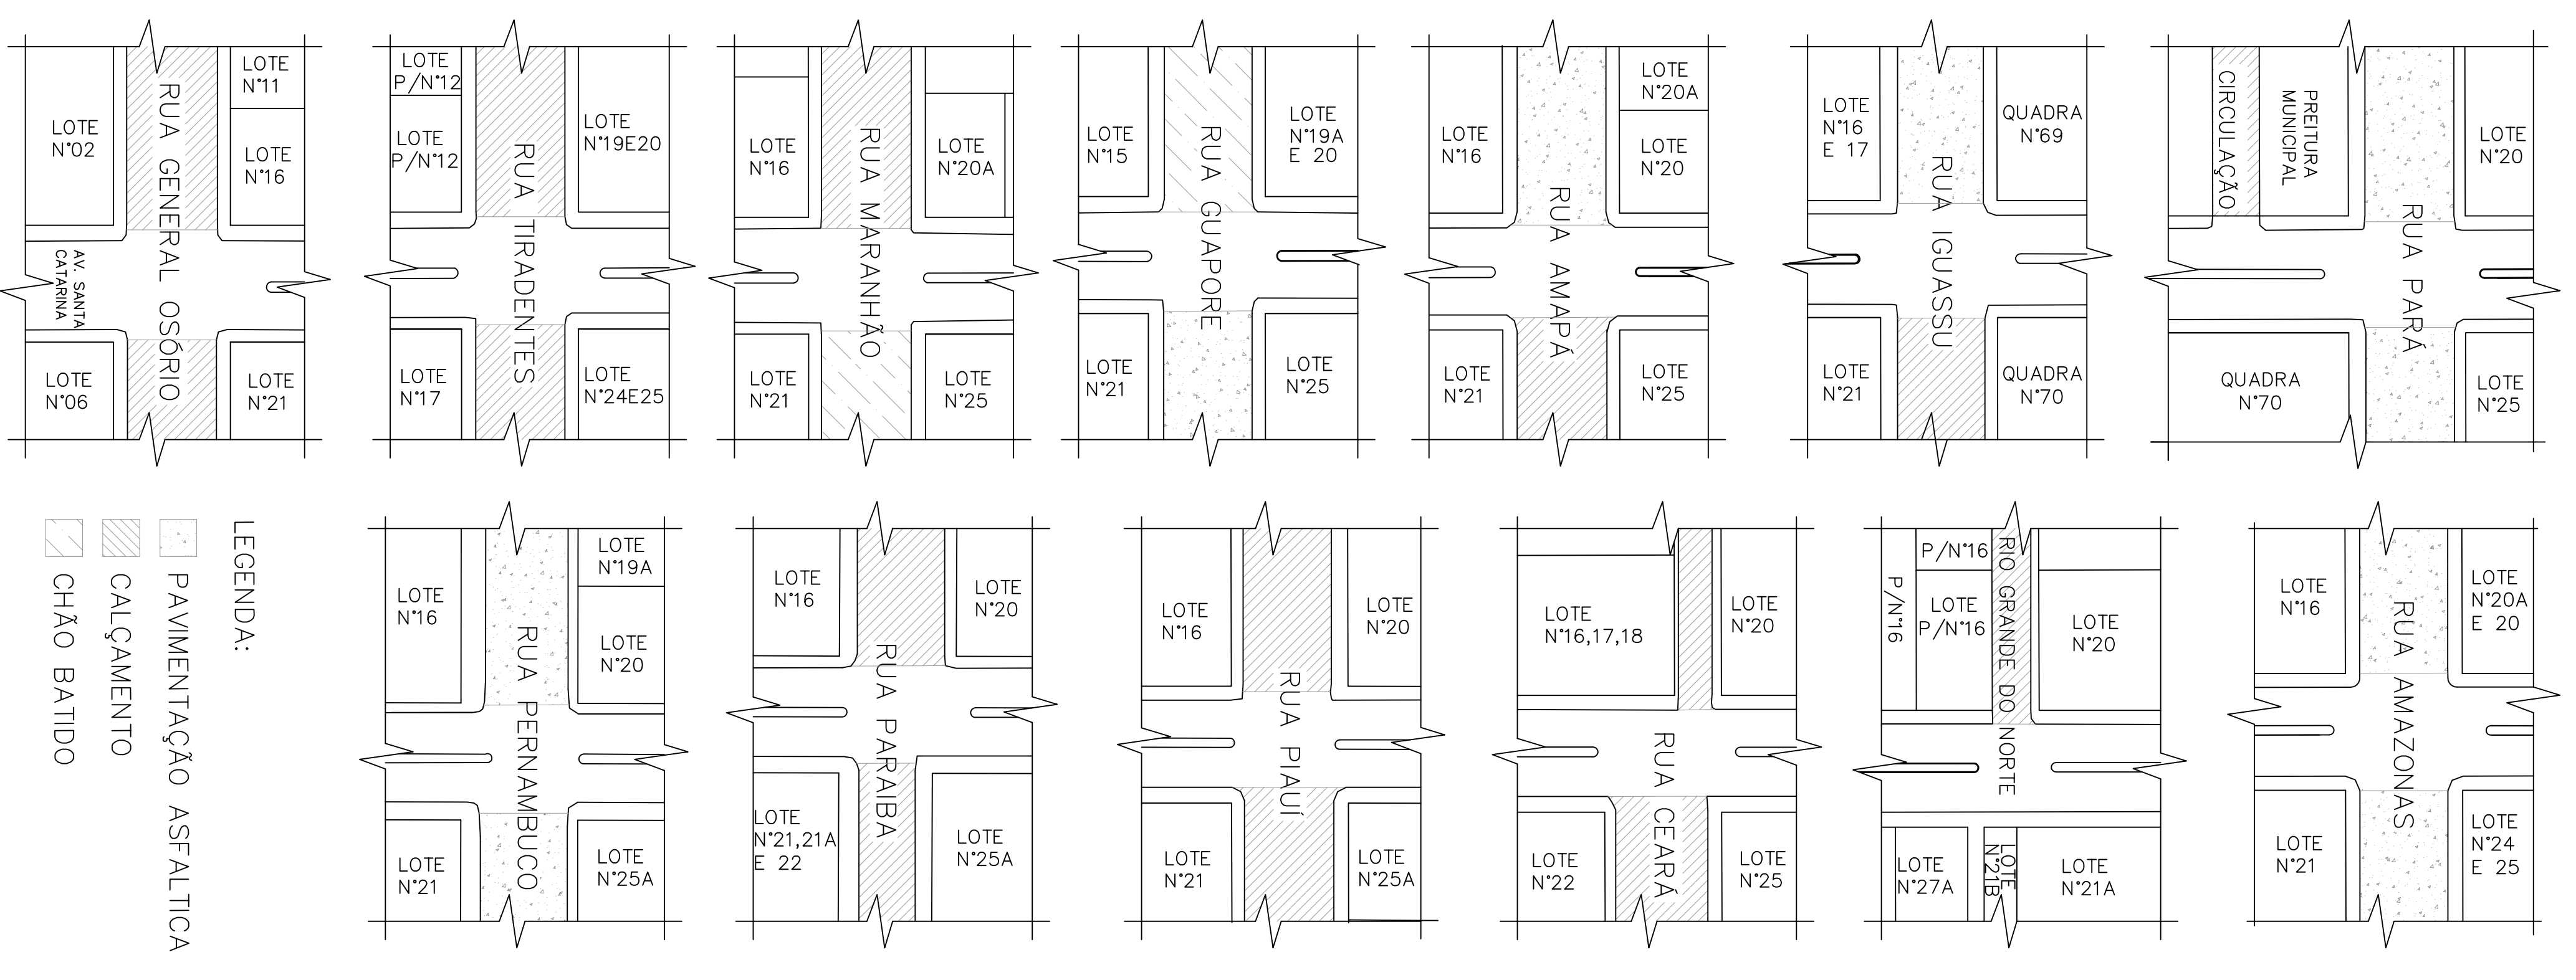 LOTE
N°02
RUA GENERAL OSÓRIO
LOTE
N°11
LOTE
N°16
AV. SANTA
CATARINA
LOTE
N°06
LOTE
N°21
LOTE
P/N°12
LOTE
P/N°12
RUA TIRADENTES
LOTE
N°19E20
LOTE
N°17
LOTE
N°24E25
LOTE
N°16
RUA MARANHÃO
LOTE
N°20A
LOTE
N°21
LOTE
N°25
LOTE
N°15
RUA GUAPORE
LOTE
N°19A
E 20
LOTE
N°21
LOTE
N°25
LOTE
N°16
RUA AMAPÁ
LOTE
N°20A
LOTE
N°20
LOTE
N°21
LOTE
N°25
LOTE
N°16
E 17
RUA IGUASSU
QUADRA
N°69
LOTE
N°21
QUADRA
N°70
CIRCULAÇÃO
PREITURA
MUNICIPAL
RUA PARÁ
LOTE
N°20
QUADRA
N°70
LOTE
N°25
LEGENDA:
PAVIMENTAÇÃO ASFALTICA
CALÇAMENTO
CHÃO BATIDO
LOTE
N°16
RUA PERNAMBUCO
LOTE
N°19A
LOTE
N°20
LOTE
N°21
LOTE
N°25A
LOTE
N°16
RUA PARAIBA
LOTE
N°20
LOTE
N°21,21A
E 22
LOTE
N°25A
LOTE
N°16
RUA PIAUÍ
LOTE
N°20
LOTE
N°21
LOTE
N°25A
LOTE
N°16,17,18
RUA CEARÁ
LOTE
N°20
LOTE
N°22
LOTE
N°25
P/N°16
P/N°16
LOTE
P/N°16
RIO GRANDE DO NORTE
LOTE
N°20
LOTE
N°27A
LOTE
N°21B
LOTE
N°21A
LOTE
N°16
RUA AMAZONAS
LOTE
N°20A
E 20
LOTE
N°21
LOTE
N°24
E 25